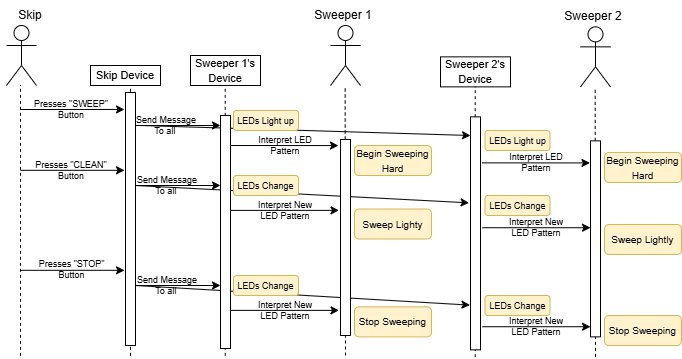 Skip
Sweeper 1
Sweeper 2
Skip Device
Sweeper 1's
Device
Sweeper 2's
Device
Presses "SWEEP"
Button
Send Message
To all
LEDs Light up
Interpret LED
Pattern
Begin Sweeping
Hard
LEDs Light up
Interpret LED
Pattern
Begin Sweeping
Hard
Presses "CLEAN"
Button
Send Message
To all
LEDs Change
Interpret New
LED Pattern
Sweep Lighty
LEDs Change
Interpret New
LED Pattern
Sweep Lightly
Presses "STOP"
Button
Send Message
To all
LEDs Change
Interpret New
LED Pattern
Stop Sweeping
LEDs Change
Interpret New
LED Pattern
Stop Sweeping